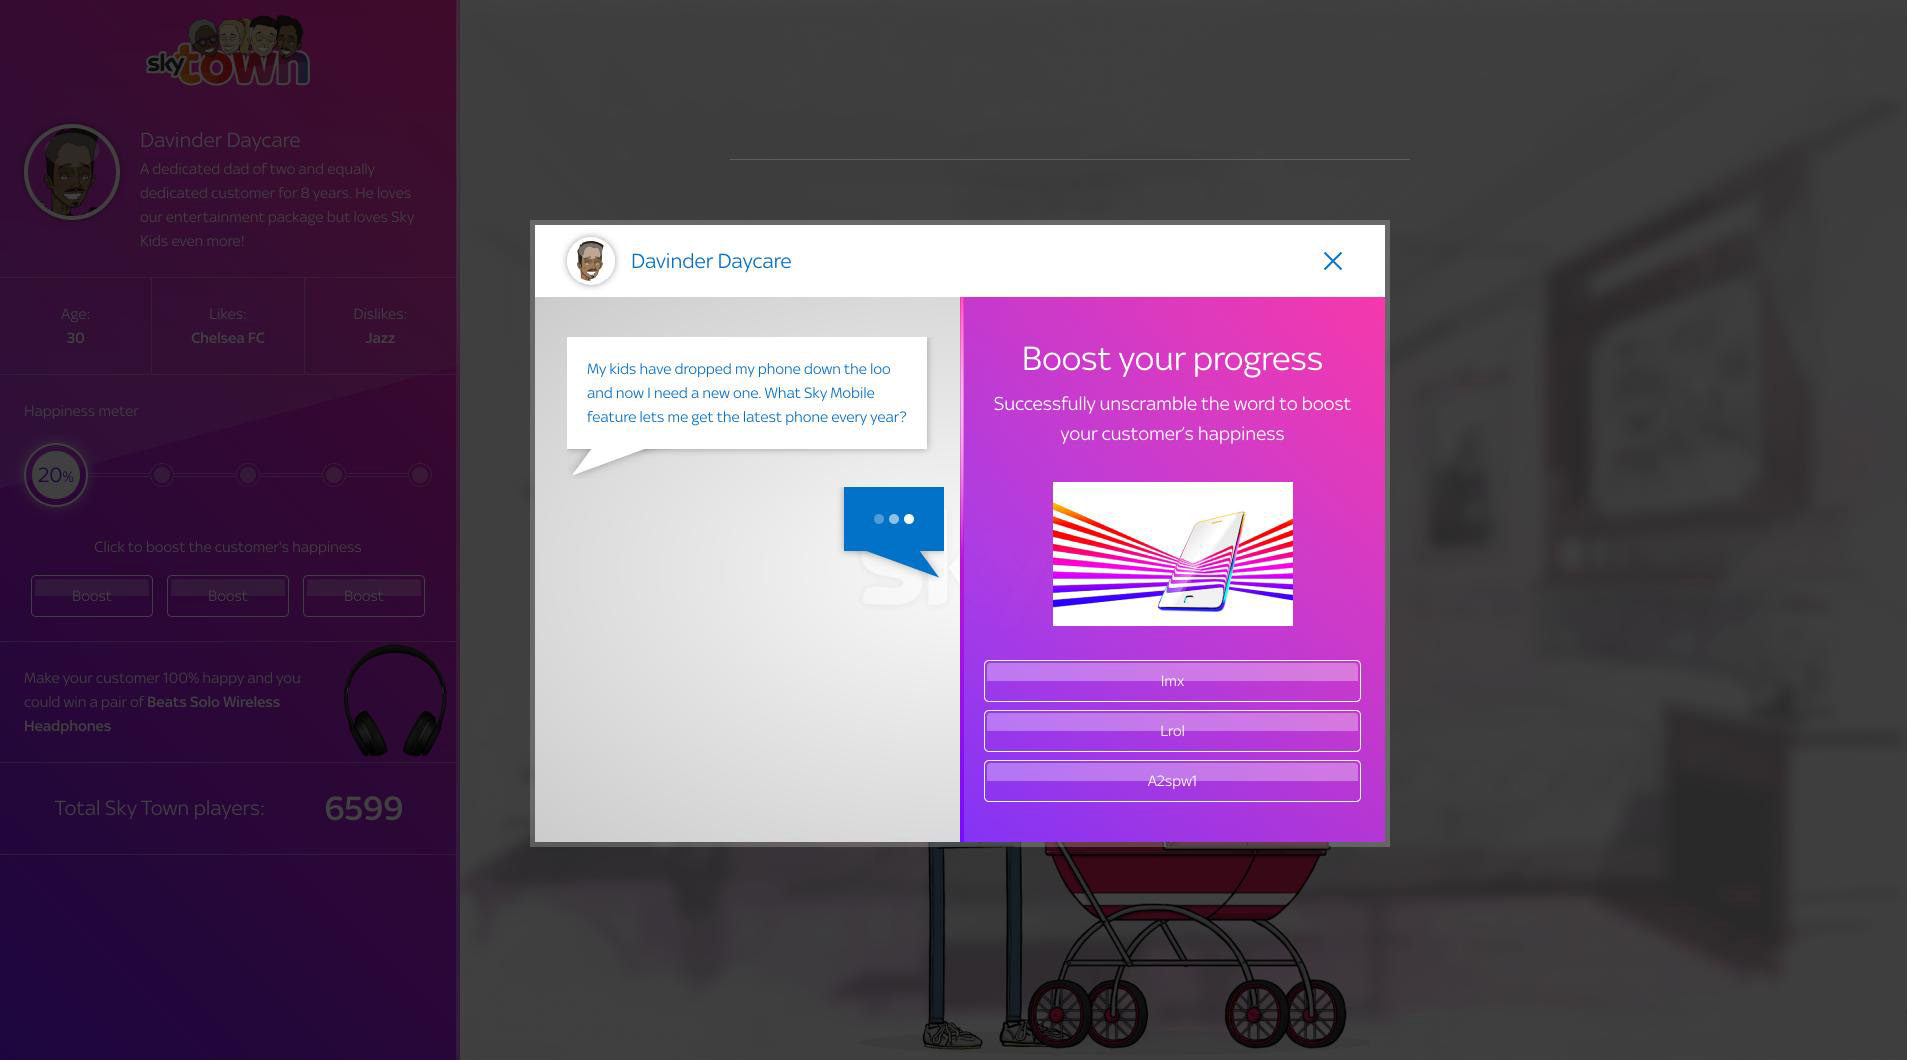 sky town
Davinder Daycare
A dedicated dad of two and equally
dedicated customer for 8 years. He loves
our entertainment package but loves Sky
Kids even more!
Age:
30
Likes:
Chelsea FC
Dislikes:
Jazz
Happiness meter
20%
Click to boost the customer's happiness
Boost
Boost
Boost
Make your customer 100% happy and you
could win a pair of Beats Solo Wireless
Headphones
Total Sky Town players:
6599
Davinder Daycare
My kids have dropped my phone down the loo
and now I need a new one. What Sky Mobile
feature lets me get the latest phone every year?
Boost your progress
Successfully unscramble the word to boost
your customer's happiness
Imx
Lrol
A2spw1